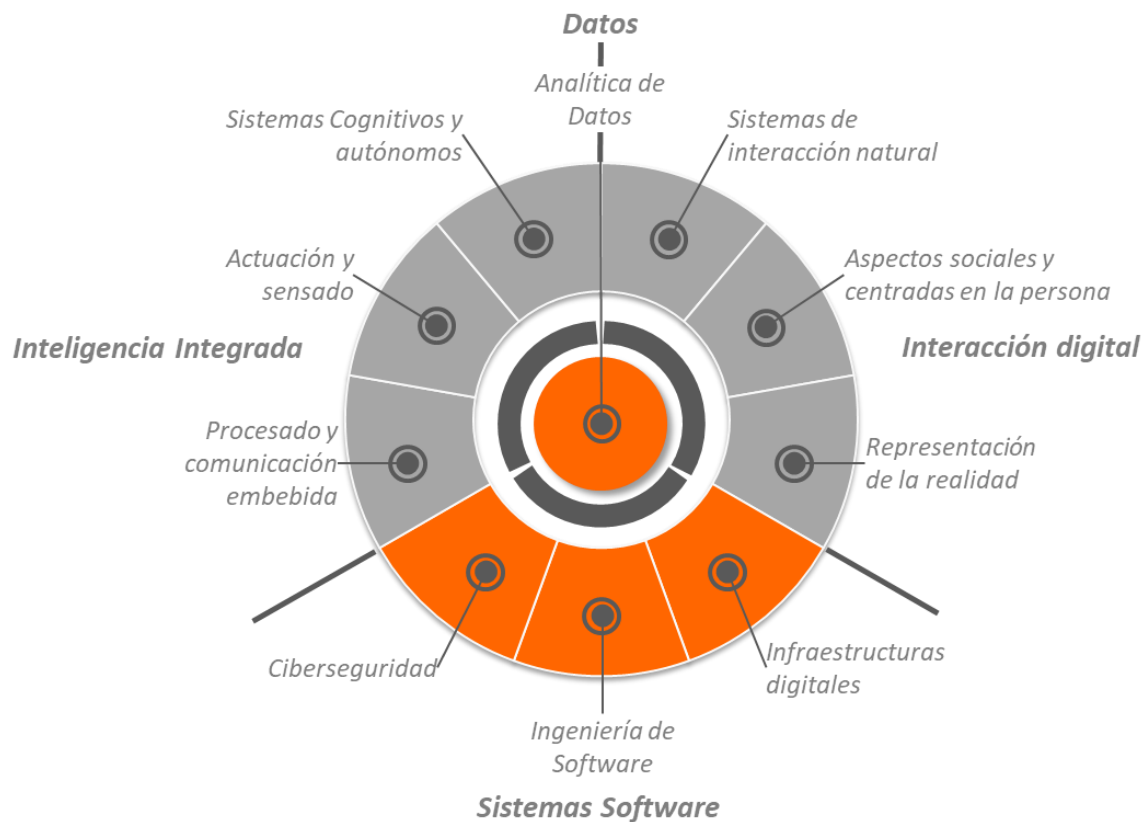 Datos
Analítica de
Datos
Sistemas Cognitivos y
autónomos
Sistemas de
interacción natural
Actuación y
sensado
Aspectos sociales y
centradas en la persona
Inteligencia Integrada
Interacción digital
Procesado y
comunicación
embebida
Representación
de la realidad
Ciberseguridad
Infraestructuras
digitales
Ingeniería de
Software
Sistemas Software